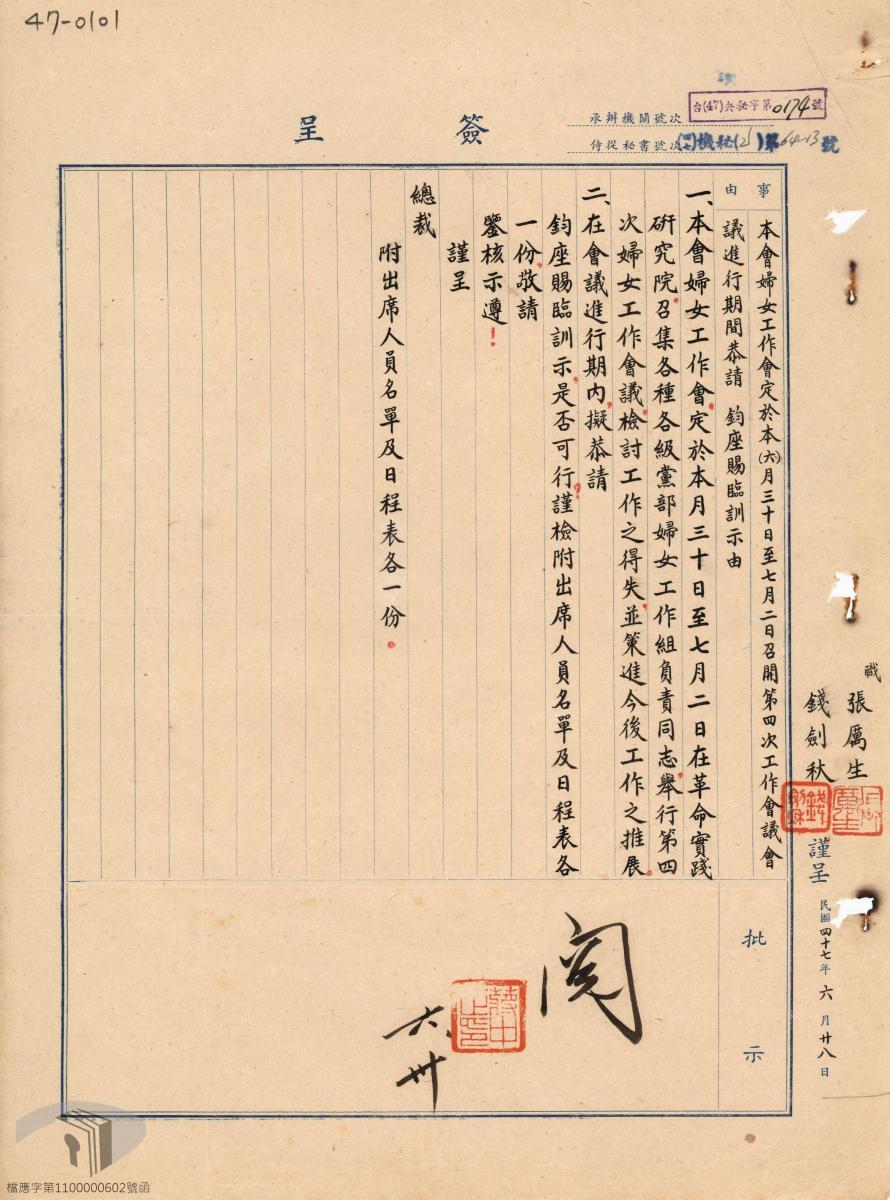 47-0101
台(47)央秘字第0174號
簽呈
承辦機關號次
侍從秘書號次
機秘(乙)第64-13號
事由
本會婦女工作會定於本(六)月三十日至七月二日召開第四次工作會議會
議進行期間恭請 鈞座賜臨訓示由
一、本會婦女工作會定於本月三十日至七月二日在革命實踐
研究院召集各種各級黨部婦女工作組負責同志舉行第四
次婦女工作會議檢討工作之得失並策進今後工作之推展。
二、在會議進行期內,擬恭請
鈞座賜臨訓示,是否可行?謹檢附出席人員名單及日程表各
一份,敬請
鑒核示遵!
謹呈
總裁
附出席人員名單及日程表各一份。
職 張厲生
錢劍秋
謹呈
民國四十七年六月廿八日
批示
閱
蔣中正印
六、卅
檔應字第1100000602號函